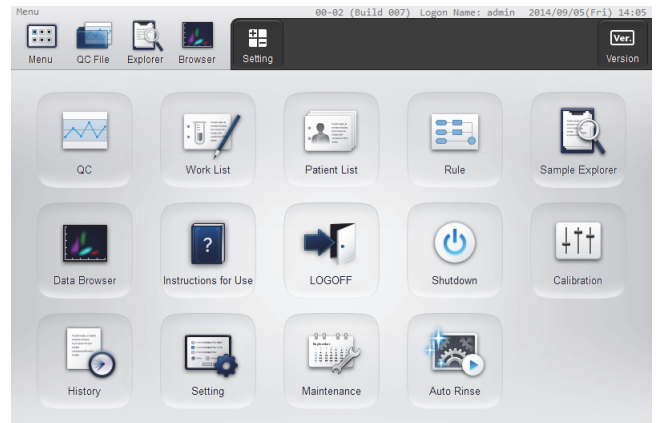 Menu 00-02 (Build 007) Logon Name: admin 2014/09/05(Fri) 14:05
Ver.
Menu QC File Explorer Browser Setting Version
QC Work List Patient List Rule Sample Explorer
?
Data Browser Instructions for Use LOGOFF Shutdown Calibration
September
History Setting Maintenance Auto Rinse